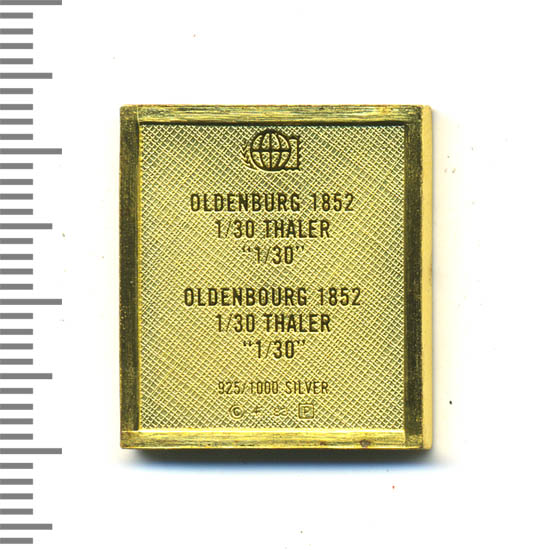 OLDENBURG 1852
1/30 THALER
“1/30”
OLDENBOURG 1852
1/30 THALER
“1/30”
925/1000 SILVER